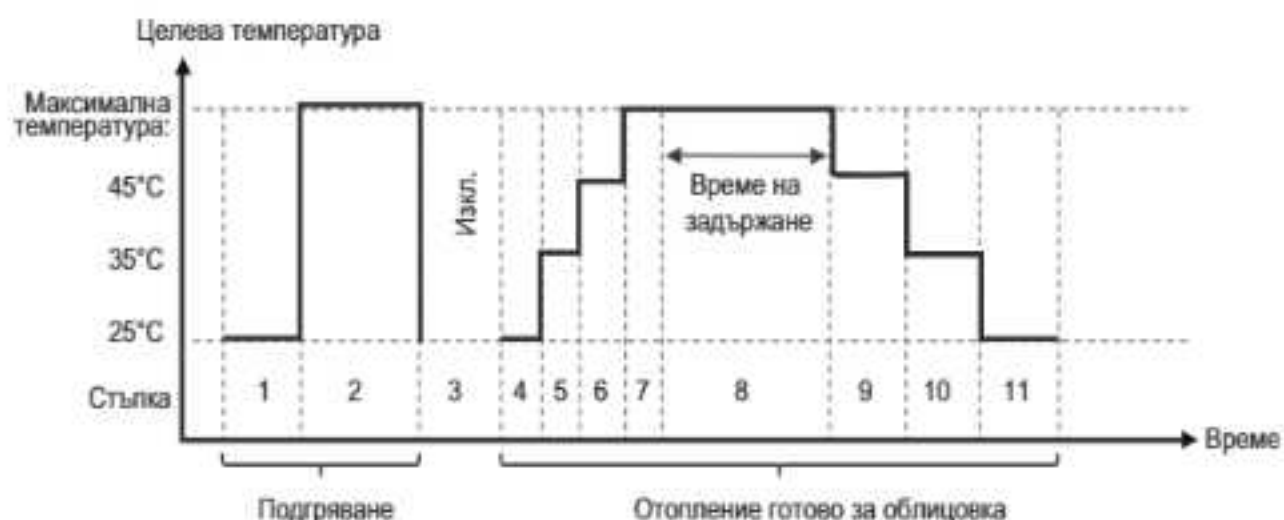 Целева температура
Максимална
температура:
45°C
35°C
25°C
Изкл.
Време на
задържане
Стъпка
1 2 3 4 5 6 7 8 9 10 11
Време
Подгряване
Отопление готово за облицовка